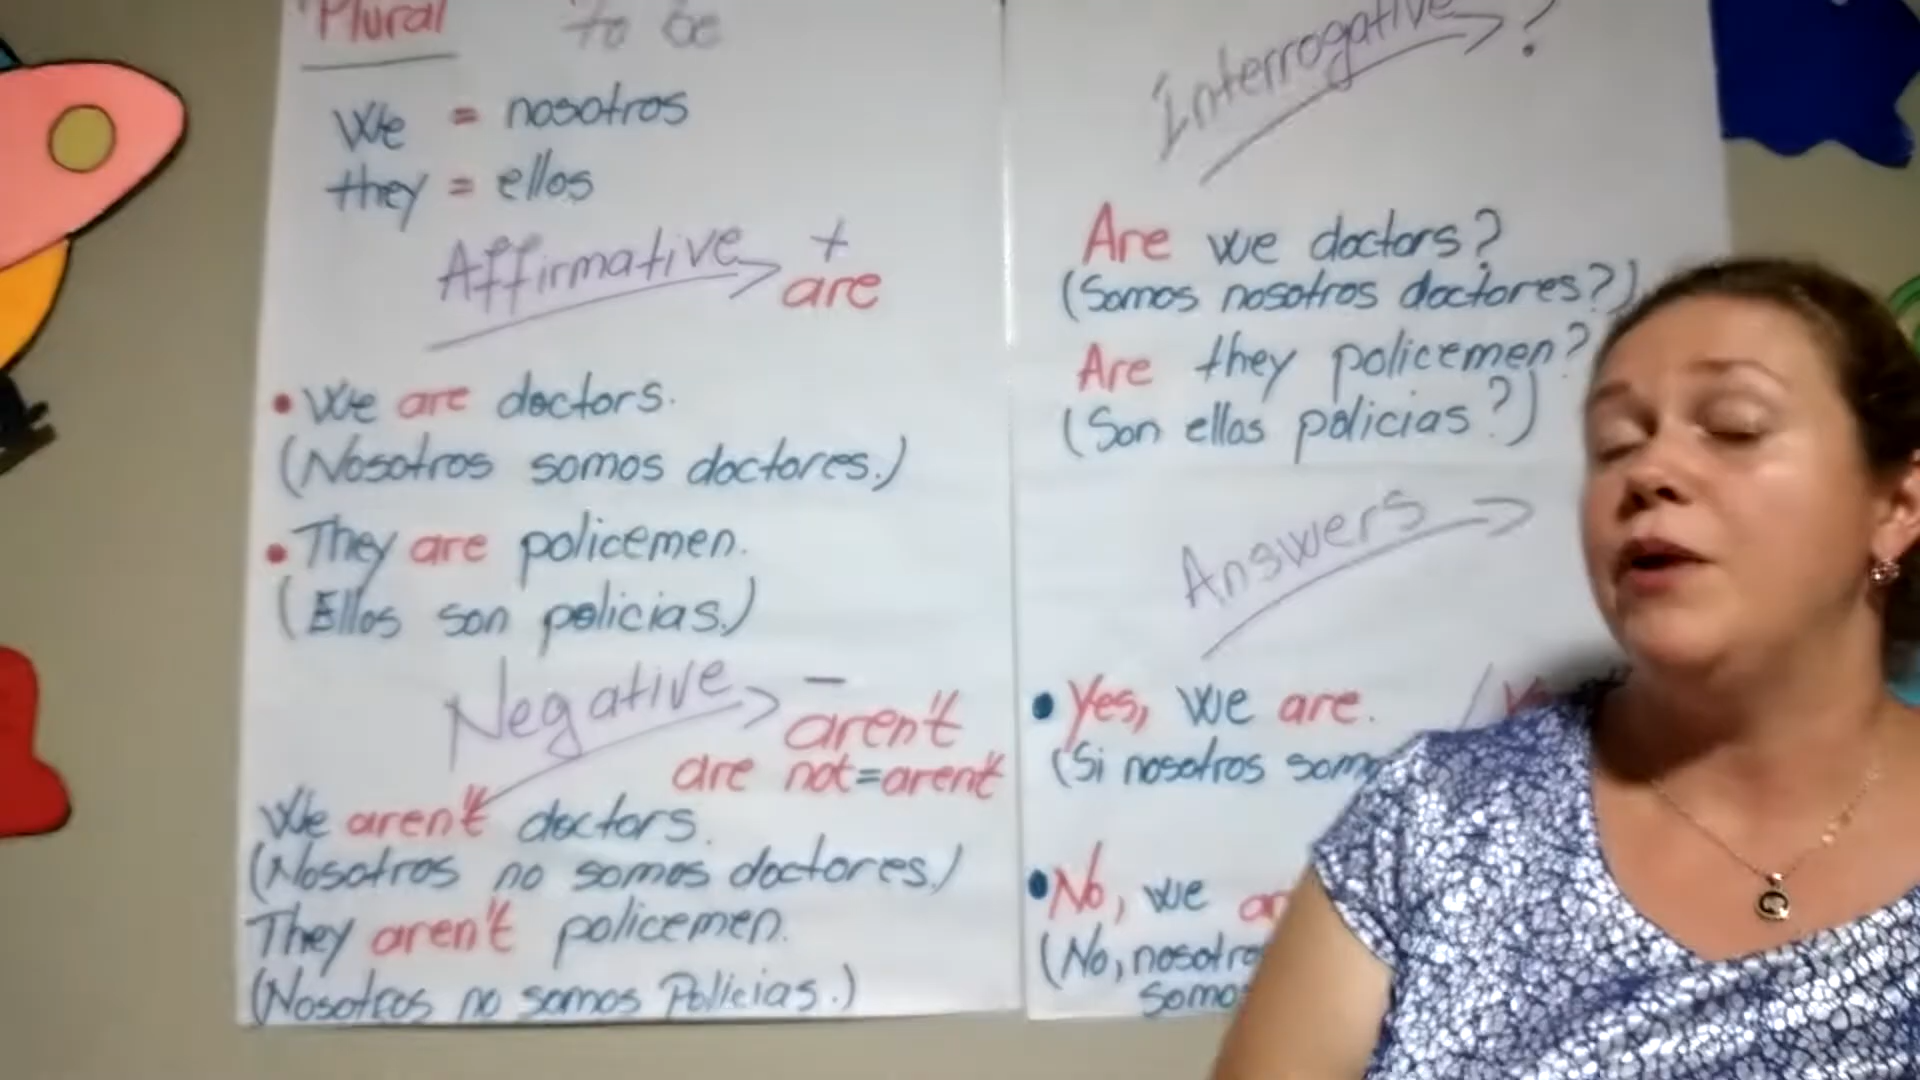 Plural to be
We = nosotros
they = ellos
Affirmative +
are
We are doctors.
(Nosotros somos doctores.)
They are policemen.
(Ellos son policias.)
Negative -
aren't
are not=aren't
We aren't doctors.
(Nosotros no somos doctores.)
They aren't policemen.
(Nosotros no somos Policias.)
Interrogative ?
Are we doctors?
(Somos nosotros doctores?)
Are they policemen?
(Son ellos policias?)
Answers
Yes, we are. /
(Si nosotros
No, we
(No,